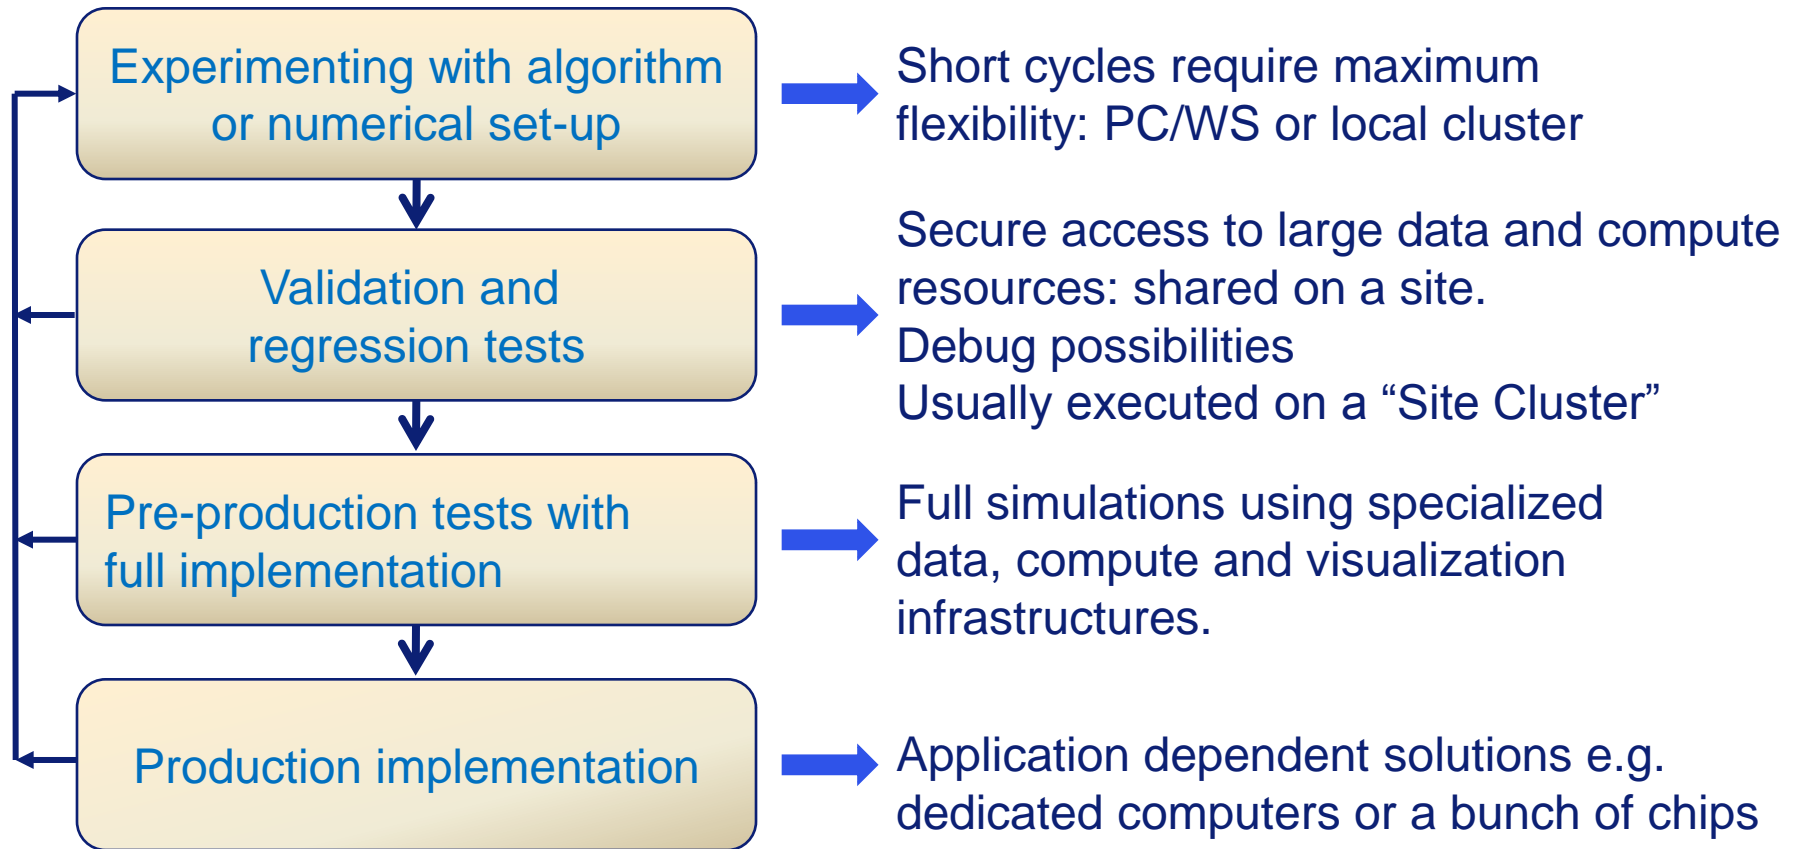 Experimenting with algorithm
or numerical set-up
Short cycles require maximum
flexibility: PC/WS or local cluster
Validation and
regression tests
Secure access to large data and compute
resources: shared on a site.
Debug possibilities
Usually executed on a “Site Cluster”
Pre-production tests with
full implementation
Full simulations using specialized
data, compute and visualization
infrastructures.
Production implementation
Application dependent solutions e.g.
dedicated computers or a bunch of chips